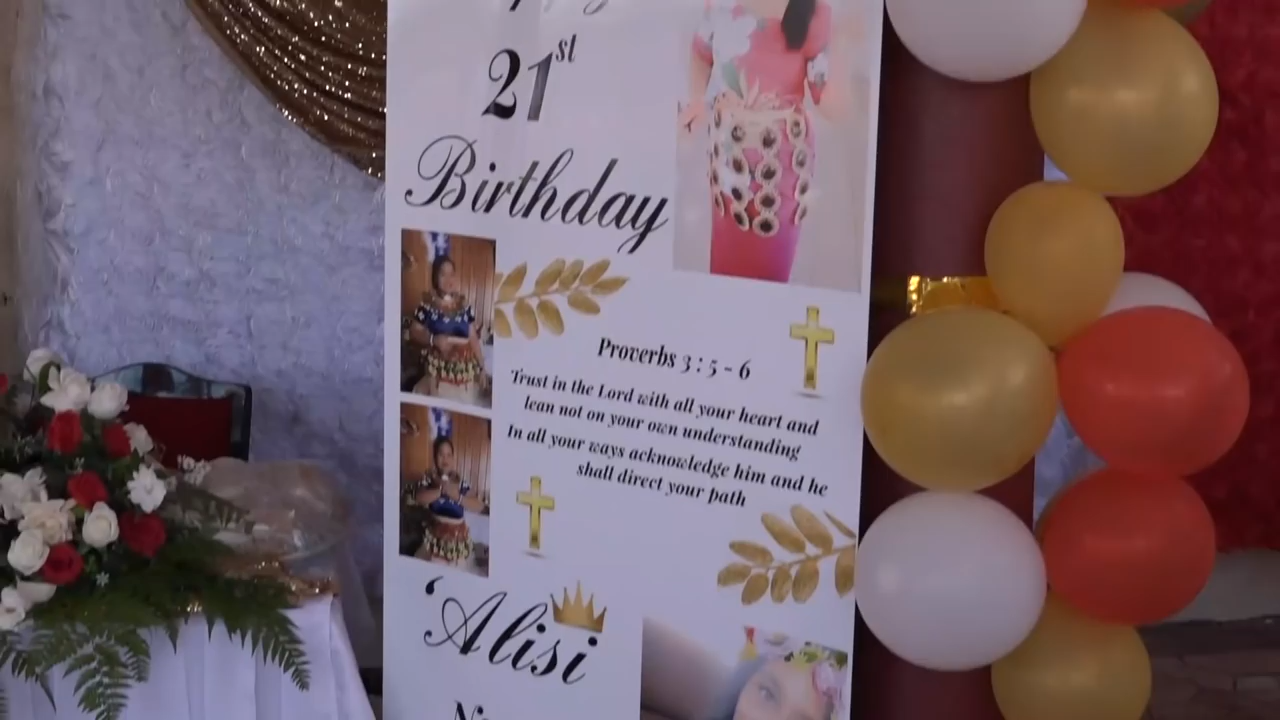 21st
Birthday
Proverbs 3 : 5 - 6
Trust in the Lord with all your heart and
lean not on your own understanding
In all your ways acknowledge him and he
shall direct your path
‘Alisi